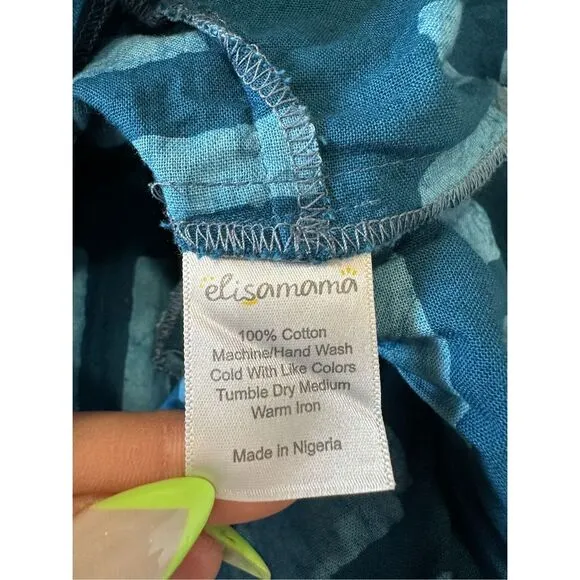 elisamama
100% Cotton
Machine/Hand Wash
Cold With Like Colors
Tumble Dry Medium
Warm Iron
Made in Nigeria